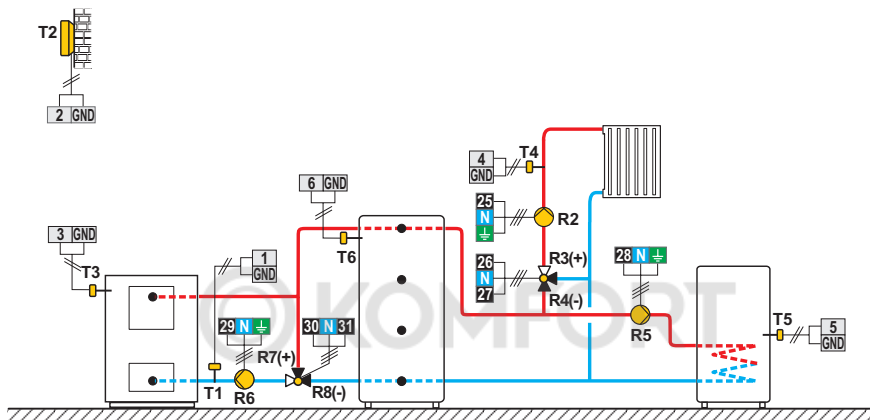 T2
2 GND
4
GND
T4
6 GND
25
N
R2
3 GND
T6
1
GND
26
N
27
R3(+)
R4(-)
28 N
T3
KOMFORT
29 N
30 N 31
R7(+)
R5
T5
5
GND
T1
R6
R8(-)